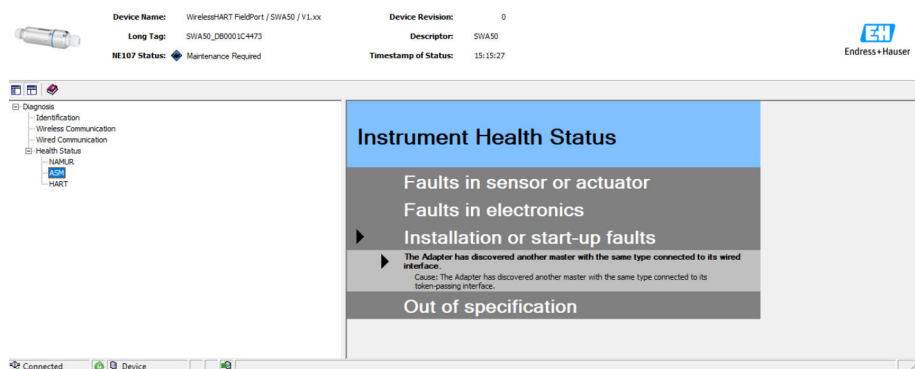 Device Name: WirelessHART FieldPort / SWA50 / V1.xx Device Revision: 0
Long Tag: SWA50_DB0001C4473 Descriptor: SWA50
NE107 Status: Maintenance Required Timestamp of Status: 15:15:27
EH
Endress+Hauser
Diagnosis
Identification
Wireless Communication
Wired Communication
Health Status
NAMUR
ASM
HART
Instrument Health Status
Faults in sensor or actuator
Faults in electronics
Installation or start-up faults
The Adapter has discovered another master with the same type connected to its wired
interface.
Cause: The Adapter has discovered another master with the same type connected to its
token-passing interface.
Out of specification
Connected Device